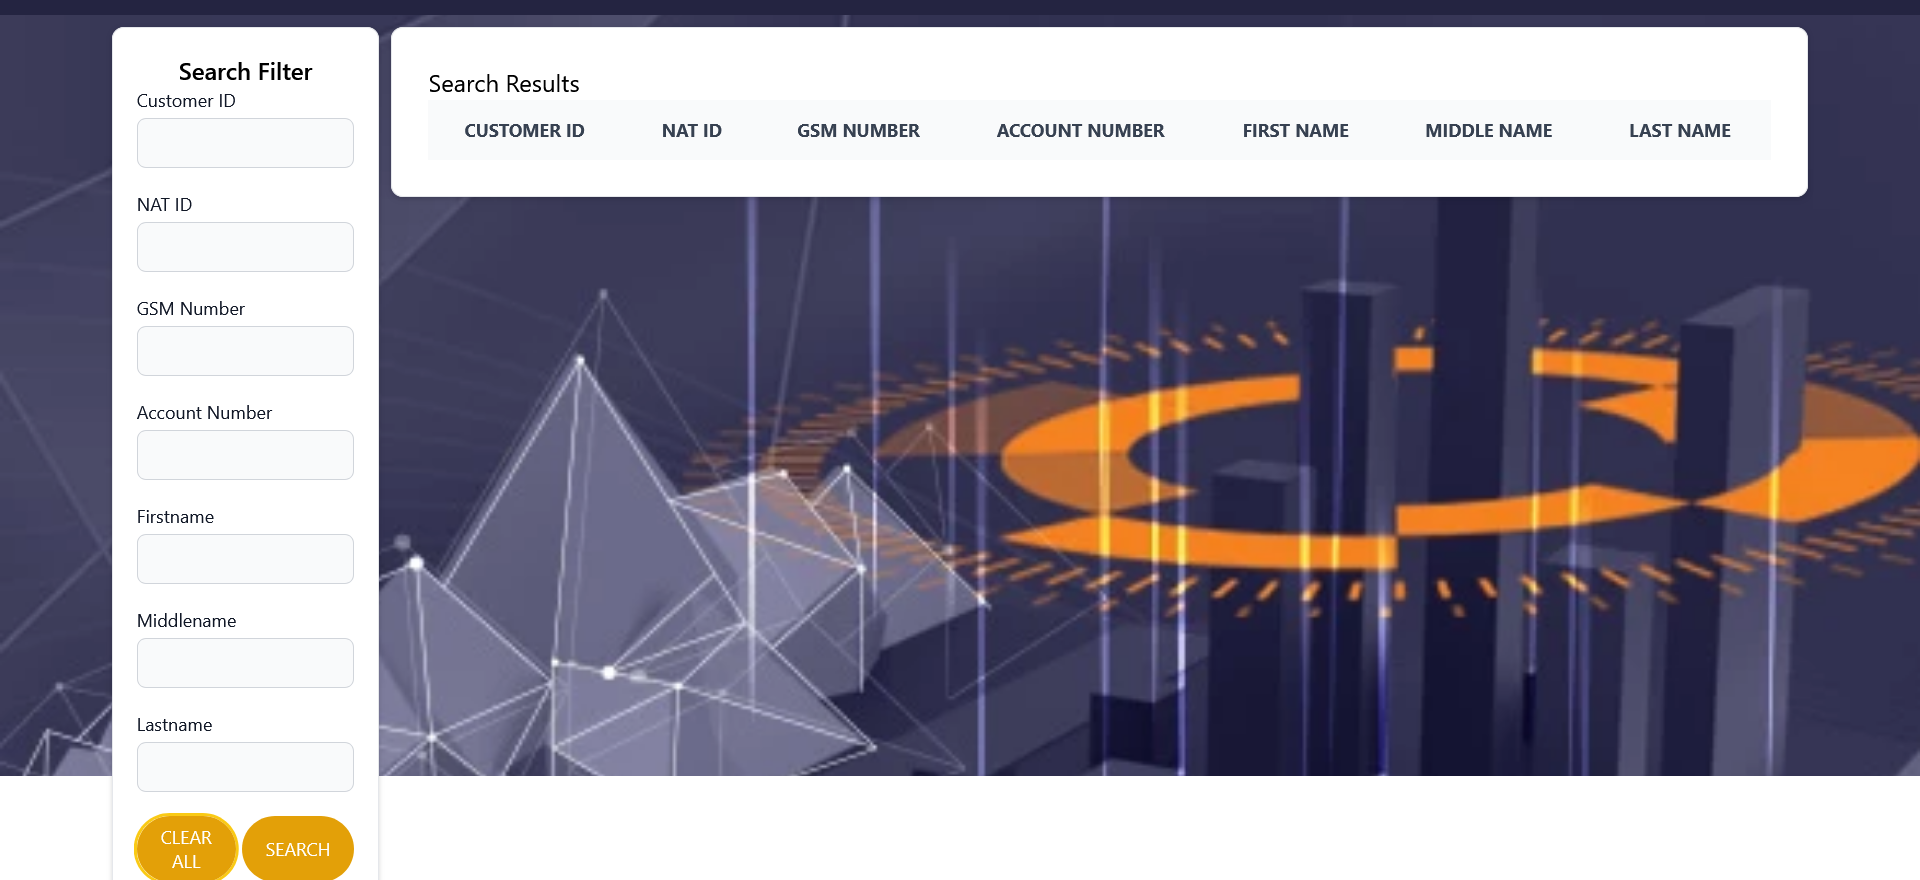 Search Filter
Customer ID
NAT ID
GSM Number
Account Number
Firstname
Middlename
Lastname
CLEAR
ALL
SEARCH
Search Results
CUSTOMER ID NAT ID GSM NUMBER ACCOUNT NUMBER FIRST NAME MIDDLE NAME LAST NAME